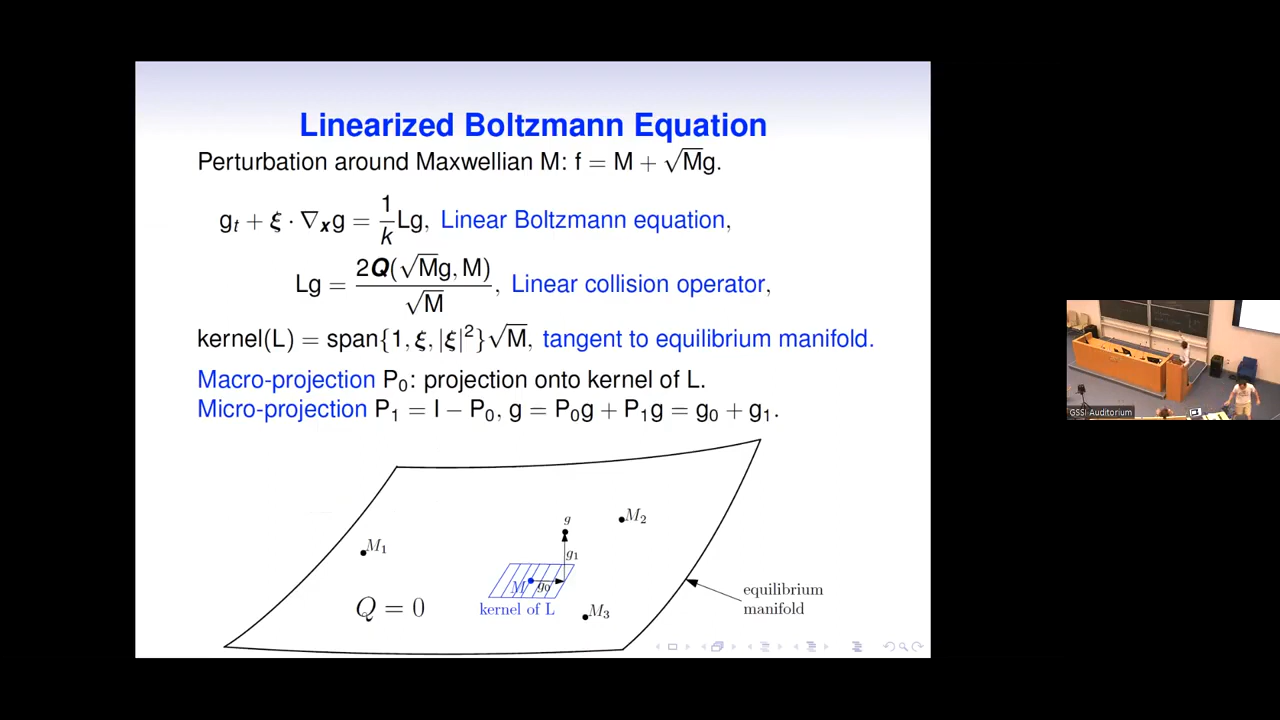 Linearized Boltzmann Equation
Perturbation around Maxwellian M: f = M + √Mg.
gₜ + ξ · ∇ₓg = 1/k Lg, Linear Boltzmann equation,
Lg = 2Q(√Mg, M)/√M, Linear collision operator,
kernel(L) = span{1, ξ, |ξ|²}√M, tangent to equilibrium manifold.
Macro-projection P₀: projection onto kernel of L.
Micro-projection P₁ = I − P₀, g = P₀g + P₁g = g₀ + g₁.
g
M₂
M₁
g₁
M
g₀
equilibrium
manifold
Q = 0
kernel of L
M₃
GSSI Auditorium